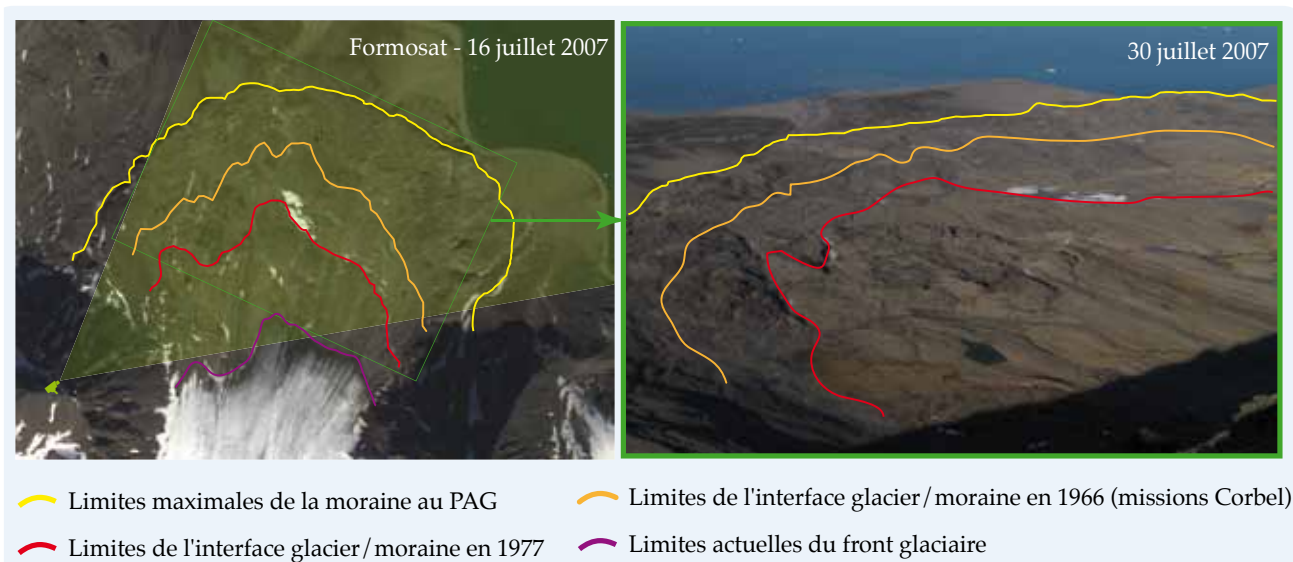 Formosat - 16 juillet 2007
30 juillet 2007
Limites maximales de la moraine au PAG
Limites de l'interface glacier/moraine en 1966 (missions Corbel)
Limites de l'interface glacier/moraine en 1977
Limites actuelles du front glaciaire